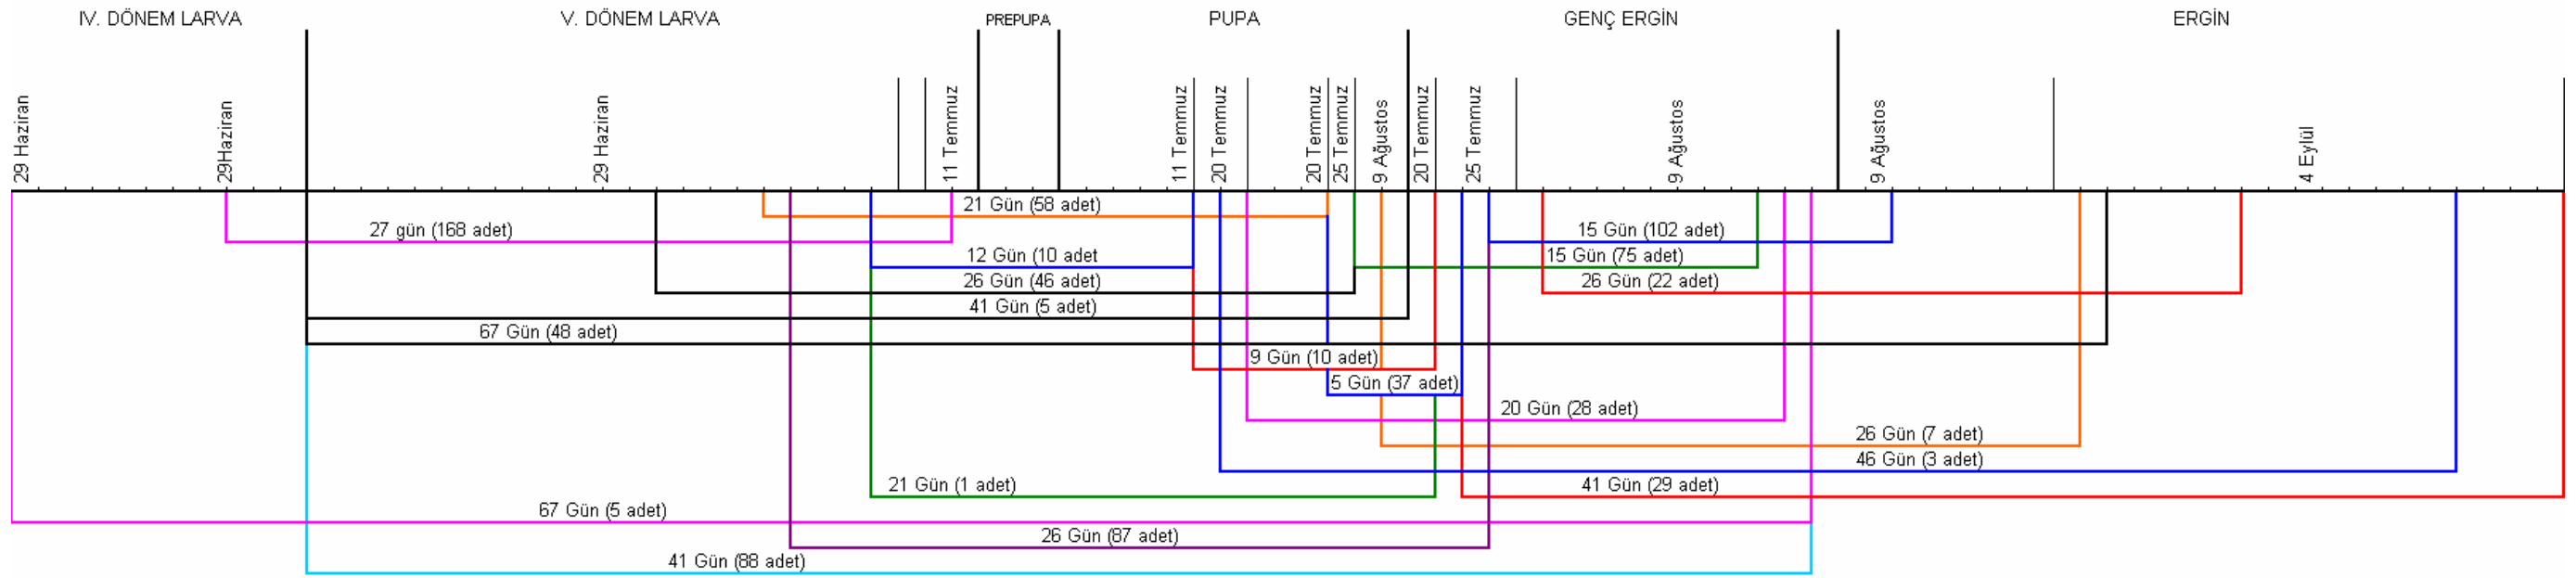 IV. DÖNEM LARVA V. DÖNEM LARVA PREPUPA PUPA GENÇ ERGİN ERGİN
29 Haziran
29Haziran
29 Haziran
11 Temmuz
11 Temmuz
20 Temmuz
20 Temmuz
25 Temmuz
9 Ağustos
20 Temmuz
25 Temmuz
9 Ağustos
9 Ağustos
4 Eylül
21 Gün (58 adet)
27 gün (168 adet)
15 Gün (102 adet)
12 Gün (10 adet
15 Gün (75 adet)
26 Gün (46 adet)
26 Gün (22 adet)
41 Gün (5 adet)
67 Gün (48 adet)
9 Gün (10 adet)
5 Gün (37 adet)
20 Gün (28 adet)
26 Gün (7 adet)
46 Gün (3 adet)
21 Gün (1 adet)
41 Gün (29 adet)
67 Gün (5 adet)
26 Gün (87 adet)
41 Gün (88 adet)